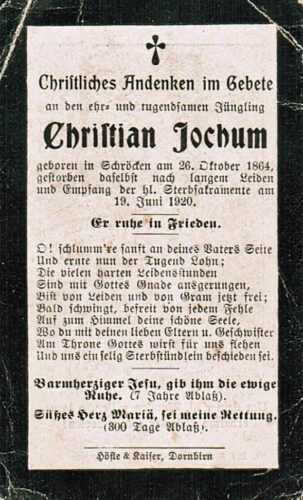 Christliches Andenken im Gebete
an den ehr- und tugendsamen Jüngling
Christian Jochum
geboren in Schröcken am 26. Oktober 1864,
gestorben daselbst nach langem Leiden
und Empfang der hl. Sterbsakramente am
19. Juni 1920.
Er ruhe in Frieden.
O! schlumm're sanft an deines Vaters Seite
Und ernte nun der Tugend Lohn;
Die vielen harten Leidensstunden
Sind mit Gottes Gnade ausgerungen,
Bist von Leiden und von Gram jetzt frei;
Bald schwingt, befreit von jedem Fehle
Auf zum Himmel deine schöne Seele,
Wo du mit deinen lieben Eltern u. Geschwister
Am Throne Gottes wirst für uns flehen
Und uns ein selig Sterbstündlein beschieden sei.
Barmherziger Jesu, gib ihm die ewige
Ruhe. (7 Jahre Ablaß.)
Süßes Herz Mariä, sei meine Rettung.
(300 Tage Ablaß.)
Höfle & Kaiser, Dornbirn